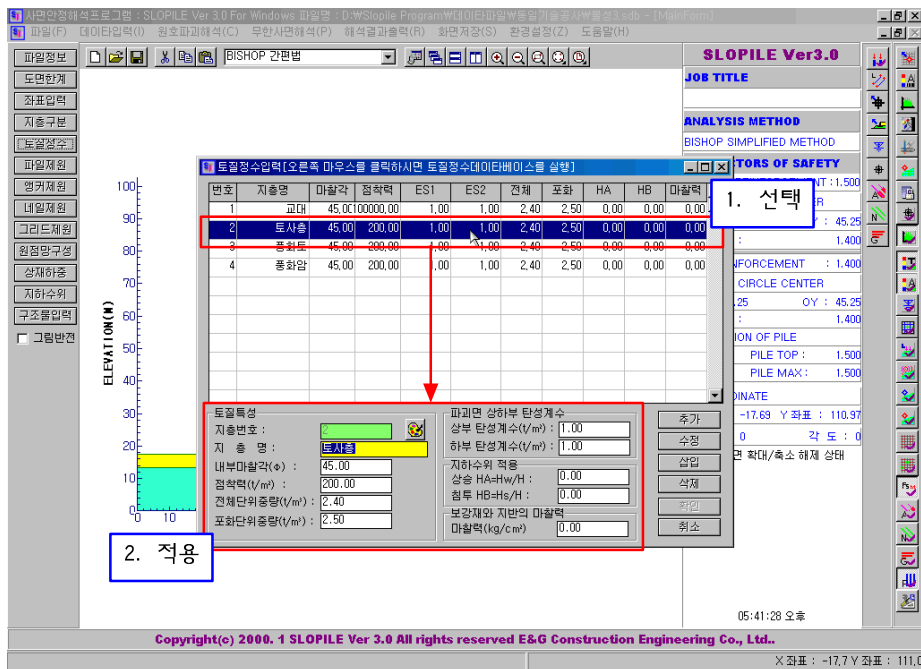 사면안정해석프로그램 : SLOPILE Ver 3.0 For Windows 파일명 : D:₩Slopile Program₩데이타파일₩동일기술공사₩물성3.sdb - [MainForm]
파일(F) 데이타입력(I) 원호파괴해석(C) 무한사면해석(P) 해석결과출력(R) 화면저장(S) 환경설정(Z) 도움말(H)
BISHOP 간편법
파일정보
도면한계
좌표입력
지층구분
토질정수
파일제원
앵커제원
네일제원
그리드제원
원점망구성
상재하중
지하수위
구조물입력
그림반전
SLOPILE Ver3.0
JOB TITLE
ANALYSIS METHOD
BISHOP SIMPLIFIED METHOD
TORS OF SAFETY
T : 1.500
ER
Y : 45.25
: 1.400
NFORCEMENT : 1.400
CIRCLE CENTER
.25 OY : 45.25
: 1.400
ION OF PILE
PILE TOP : 1.500
PILE MAX : 1.500
DINATE
-17.69 Y 좌표 : 110.97
0 각 도 : 0
면 확대/축소 해제 상태
05:41:28 오후
토질정수입력[오른쪽 마우스를 클릭하시면 토질정수데이타베이스를 실행]
번호 지층명 마찰각 점착력 ES1 ES2 전체 포화 HA HB 마찰력
1 교대 45,00 100000,00 1,00 1,00 2,40 2,50 0,00 0,00 0,00
2 토사층 45,00 200,00 1,00 1,00 2,40 2,50 0,00 0,00 0,00
3 풍화토 45,00 200,00 1,00 1,00 2,40 2,50 0,00 0,00 0,00
4 풍화암 45,00 200,00 1,00 1,00 2,40 2,50 0,00 0,00 0,00
1. 선택
토질특성
지층번호 : 2
지 층 명 : 토사층
내부마찰각(Φ) : 45.00
점착력(t/m²) : 200.00
전체단위중량(t/m³) : 2.40
포화단위중량(t/m³) : 2.50
파괴면 상하부 탄성계수
상부 탄성계수(t/m²) : 1.00
하부 탄성계수(t/m²) : 1.00
지하수위 적용
상승 HA=Hw/H : 0.00
침투 HB=Hs/H : 0.00
보강재와 지반의 마찰력
마찰력(kg/cm²) 0.00
추가
수정
삽입
삭제
확인
취소
2. 적용
ELEVATION(M)
100
90
80
70
60
50
40
30
20
10
0
0 10
Copyright(c) 2000. 1 SLOPILE Ver 3.0 All rights reserved E&G Construction Engineering Co., Ltd..
X 좌표 : -17,7 Y 좌표 : 111,0